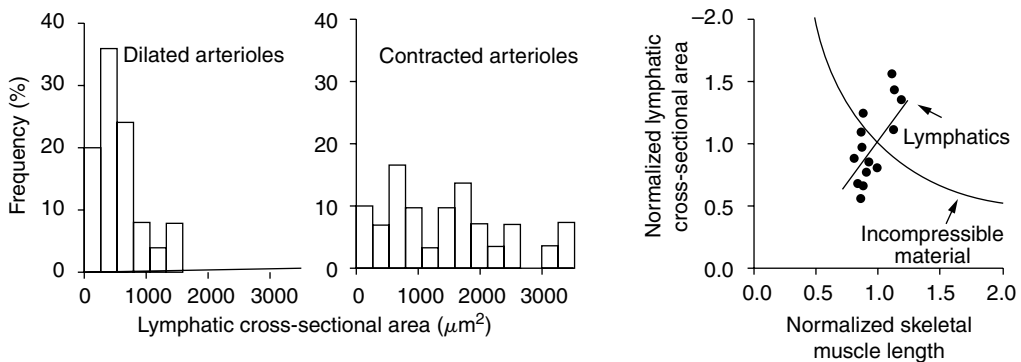 40
30
20
10
0
Frequency (%)
Dilated arterioles
0 1000 2000 3000
40
30
20
10
0
Contracted arterioles
0 1000 2000 3000
Lymphatic cross-sectional area (μm²)
−2.0
1.5
1.0
0.5
0.0
Normalized lymphatic
cross-sectional area
Lymphatics
Incompressible
material
0.0 0.5 1.0 1.5 2.0
Normalized skeletal
muscle length